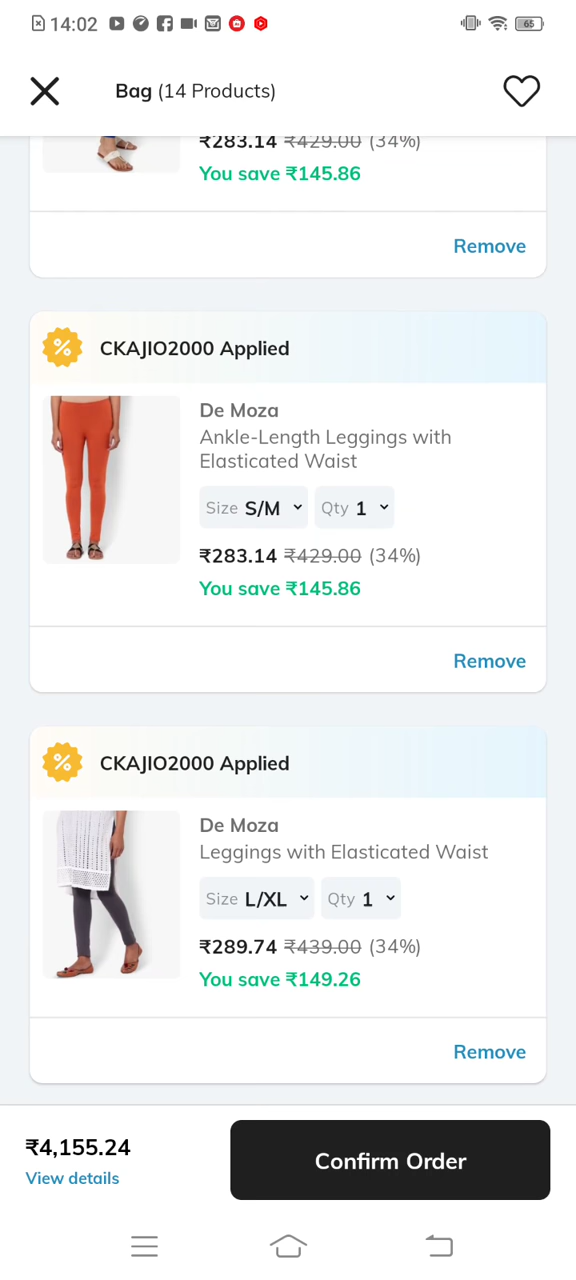 14:02
65
Bag (14 Products)
₹283.14 ₹429.00 (34%)
You save ₹145.86
Remove
% CKAJIO2000 Applied
De Moza
Ankle-Length Leggings with
Elasticated Waist
Size S/M Qty 1
₹283.14 ₹429.00 (34%)
You save ₹145.86
Remove
% CKAJIO2000 Applied
De Moza
Leggings with Elasticated Waist
Size L/XL Qty 1
₹289.74 ₹439.00 (34%)
You save ₹149.26
Remove
₹4,155.24
View details
Confirm Order